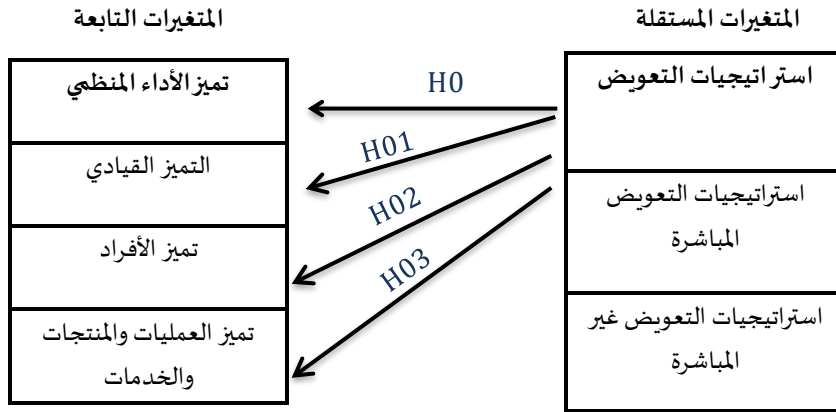 المتغيرات المستقلة
المتغيرات التابعة
استراتيجيات التعويض
تميز الأداء المنظمي
H0
H01
التميز القيادي
استراتيجيات التعويض
المباشرة
H02
تميز الأفراد
H03
استراتيجيات التعويض غير
المباشرة
تميز العمليات والمنتجات
والخدمات